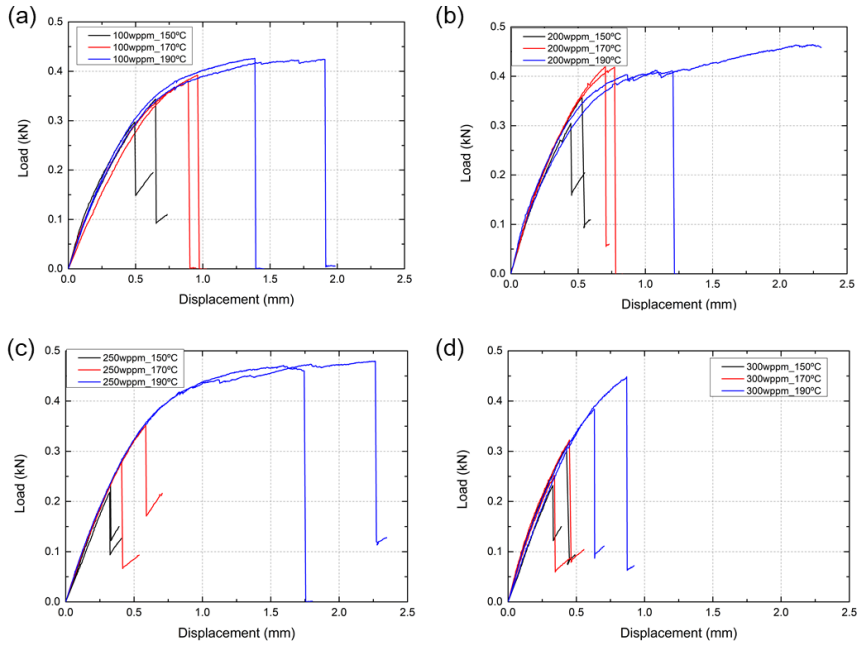 (a)
0.5
0.4
0.3
0.2
0.1
0.0
Load (kN)
100wppm_150ºC
100wppm_170ºC
100wppm_190ºC
0.0 0.5 1.0 1.5 2.0 2.5
Displacement (mm)
(b)
0.5
0.4
0.3
0.2
0.1
0.0
Load (kN)
200wppm_150ºC
200wppm_170ºC
200wppm_190ºC
0.0 0.5 1.0 1.5 2.0 2.5
Displacement (mm)
(c)
0.5
0.4
0.3
0.2
0.1
0.0
Load (kN)
250wppm_150ºC
250wppm_170ºC
250wppm_190ºC
0.0 0.5 1.0 1.5 2.0 2.5
Displacement (mm)
(d)
0.5
0.4
0.3
0.2
0.1
0.0
Load (kN)
300wppm_150ºC
300wppm_170ºC
300wppm_190ºC
0.0 0.5 1.0 1.5 2.0 2.5
Displacement (mm)